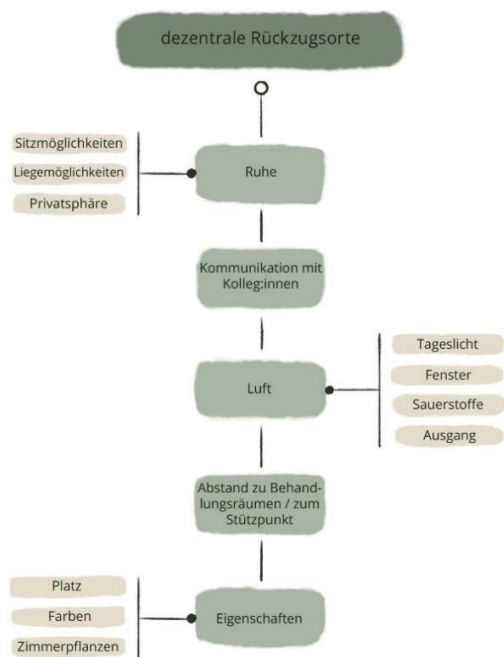 dezentrale Rückzugsorte
Sitzmöglichkeiten
Liegemöglichkeiten
Privatsphäre
Ruhe
Kommunikation mit
Kolleg:innen
Luft
Tageslicht
Fenster
Sauerstoffe
Ausgang
Abstand zu Behand-
lungsräumen / zum
Stützpunkt
Platz
Farben
Zimmerpflanzen
Eigenschaften